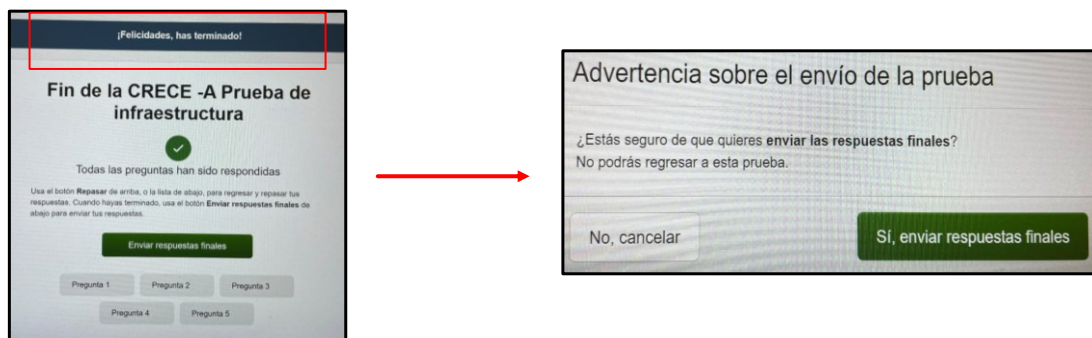 ¡Felicidades, has terminado!
Fin de la CRECE -A Prueba de
infraestructura
Todas las preguntas han sido respondidas
Usa el botón Repasar de arriba, o la lista de abajo, para regresar y repasar tus
respuestas. Cuando hayas terminado, usa el botón Enviar respuestas finales de
abajo para enviar tus respuestas.
Enviar respuestas finales
Pregunta 1 Pregunta 2 Pregunta 3
Pregunta 4 Pregunta 5
Advertencia sobre el envío de la prueba
¿Estás seguro de que quieres enviar las respuestas finales?
No podrás regresar a esta prueba.
No, cancelar Sí, enviar respuestas finales